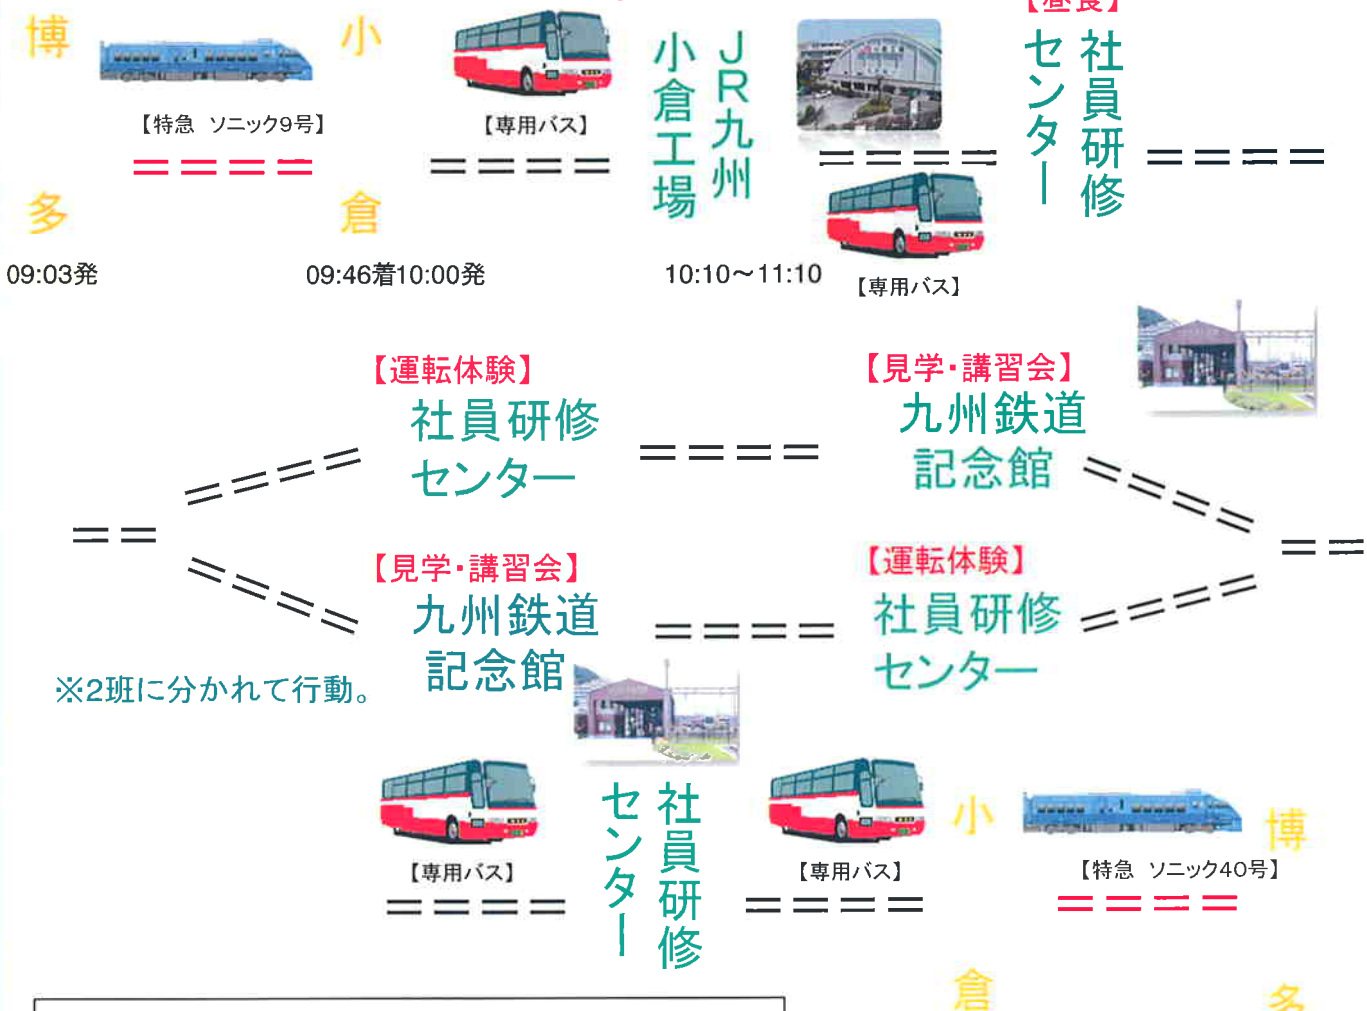 【昼食】
博多
【特急 ソニック9号】
小倉
【専用バス】
JR九州
小倉工場
社員研修
センター
09:03発
09:46着10:00発
10:10～11:10
【専用バス】
【運転体験】
社員研修
センター
【見学・講習会】
九州鉄道
記念館
【見学・講習会】
九州鉄道
記念館
【運転体験】
社員研修
センター
※2班に分かれて行動。
【専用バス】
社員研修
センター
【専用バス】
小倉
【特急 ソニック40号】
博多